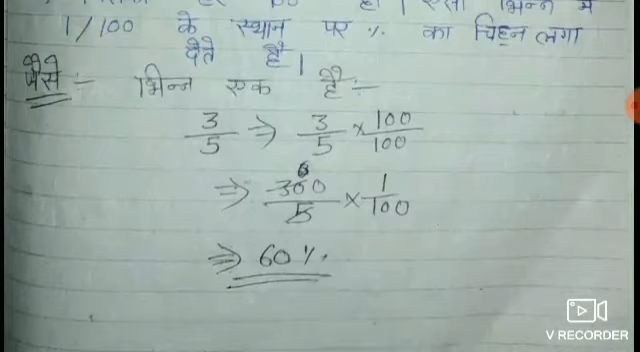 1/100 के स्थान पर % का चिह्न लगा
देते हैं।
जैसे :- भिन्न एक है :-
3/5 ⇒ 3/5 × 100/100
⇒ 300/5 × 1/100
⇒ 60 %
V RECORDER